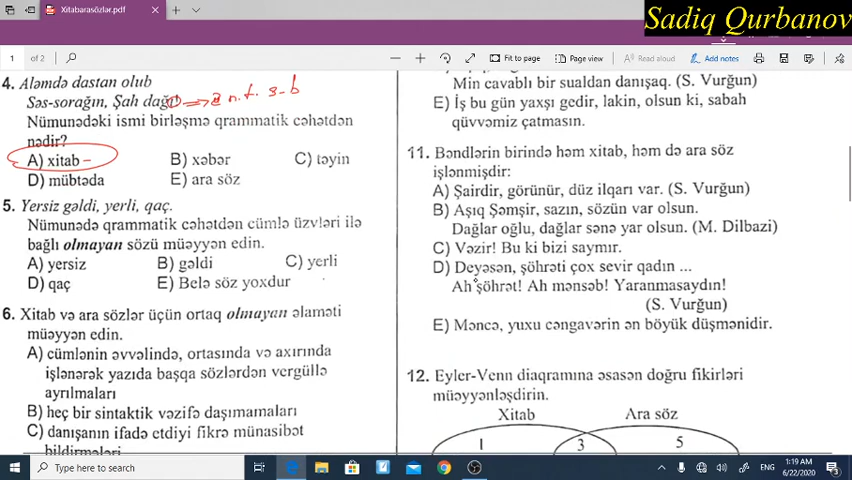 Xitabarasözlər.pdf
Sadiq Qurbanov
1 of 2
Fit to page
Page view
Read aloud
Add notes
4. Aləmdə dastan olub
Səs-sorağın, Şah dağı
Nümunədəki ismi birləşmə qrammatik cəhətdən
nədir?
A) xitab –
B) xəbər
C) təyin
D) mübtəda
E) ara söz
5. Yersiz gəldi, yerli, qaç.
Nümunədə qrammatik cəhətdən cümlə üzvləri ilə
bağlı olmayan sözü müəyyən edin.
A) yersiz
B) gəldi
C) yerli
D) qaç
E) Belə söz yoxdur
6. Xitab və ara sözlər üçün ortaq olmayan əlaməti
müəyyən edin.
A) cümlənin əvvəlində, ortasında və axırında
işlənərək yazıda başqa sözlərdən vergüllə
ayrılmaları
B) heç bir sintaktik vəzifə daşımamaları
C) danışanın ifadə etdiyi fikrə münasibət
bildirmələri
Min cavablı bir sualdan danışaq. (S. Vurğun)
E) İş bu gün yaxşı gedir, lakin, olsun ki, sabah
qüvvəmiz çatmasın.
11. Bəndlərin birində həm xitab, həm də ara söz
işlənmişdir:
A) Şairdir, görünür, düz ilqarı var. (S. Vurğun)
B) Aşıq Şəmşir, sazın, sözün var olsun.
Dağlar oğlu, dağlar sənə yar olsun. (M. Dilbazi)
C) Vəzir! Bu ki bizi saymır.
D) Deyəsən, şöhrəti çox sevir qadın ...
Ah şöhrət! Ah mənsəb! Yaranmasaydın!
(S. Vurğun)
E) Məncə, yuxu cəngavərin ən böyük düşmənidir.
12. Eyler-Venn diaqramına əsasən doğru fikirləri
müəyyənləşdirin.
Xitab
Ara söz
1
3
5
Type here to search
ENG
1:19 AM
6/22/2020